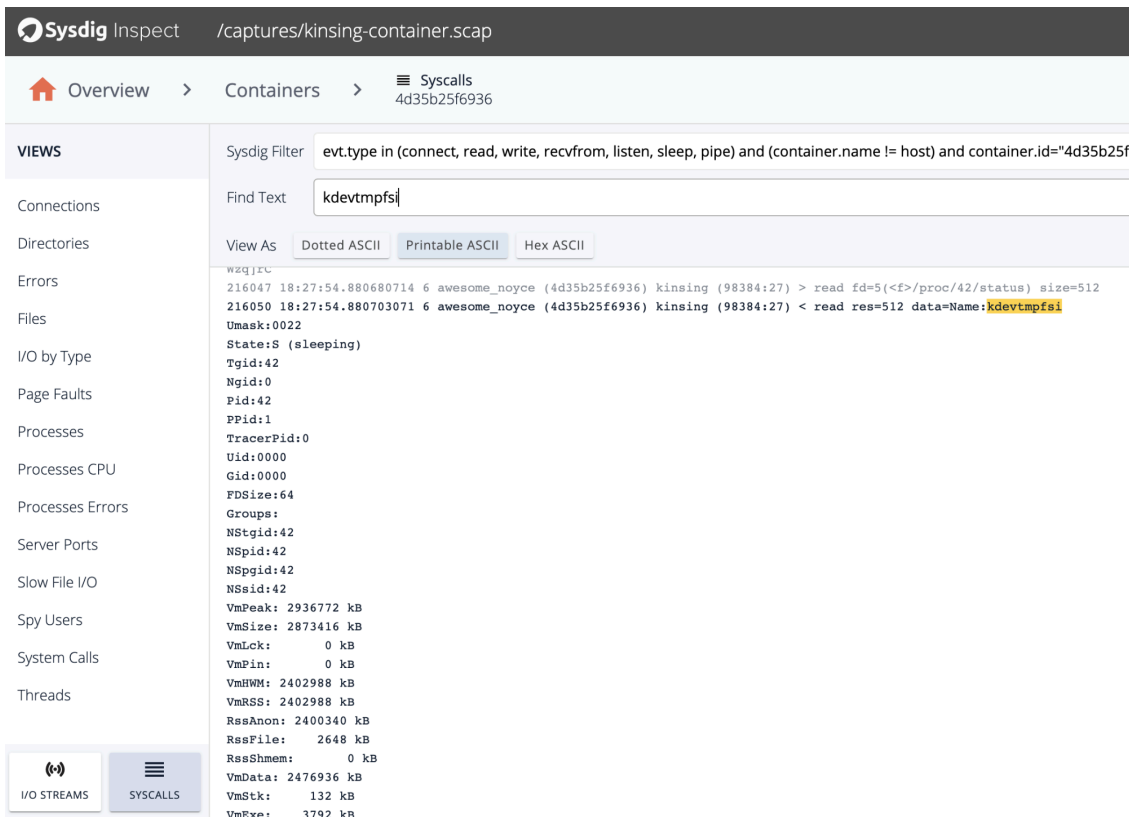 Sysdig Inspect /captures/kinsing-container.scap
Overview > Containers > Syscalls
4d35b25f6936
VIEWS
Connections
Directories
Errors
Files
I/O by Type
Page Faults
Processes
Processes CPU
Processes Errors
Server Ports
Slow File I/O
Spy Users
System Calls
Threads
I/O STREAMS
SYSCALLS
Sysdig Filter evt.type in (connect, read, write, recvfrom, listen, sleep, pipe) and (container.name != host) and container.id="4d35b25f
Find Text kdevtmpfsi
View As Dotted ASCII Printable ASCII Hex ASCII
216047 18:27:54.880680714 6 awesome_noyce (4d35b25f6936) kinsing (98384:27) > read fd=5(<f>/proc/42/status) size=512
216050 18:27:54.880703071 6 awesome_noyce (4d35b25f6936) kinsing (98384:27) < read res=512 data=Name:kdevtmpfsi
Umask:0022
State:S (sleeping)
Tgid:42
Ngid:0
Pid:42
PPid:1
TracerPid:0
Uid:0000
Gid:0000
FDSize:64
Groups:
NStgid:42
NSpid:42
NSpgid:42
NSsid:42
VmPeak: 2936772 kB
VmSize: 2873416 kB
VmLck: 0 kB
VmPin: 0 kB
VmHWM: 2402988 kB
VmRSS: 2402988 kB
RssAnon: 2400340 kB
RssFile: 2648 kB
RssShmem: 0 kB
VmData: 2476936 kB
VmStk: 132 kB
VmExe: 3792 kB